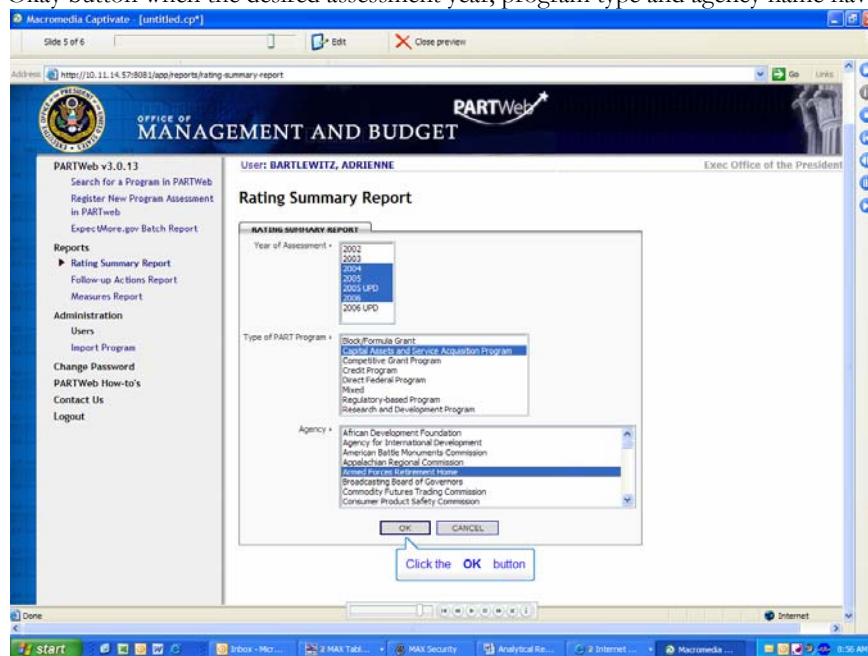 Okay button when the desired assessment year, program type and agency name hav
Macromedia Captivate - [untitled.cp*]
Slide 5 of 6 Edit Close preview
Address http://10.11.14.57:8081/app/reports/rating-summary-report Go Links
OFFICE OF
MANAGEMENT AND BUDGET
PARTWeb
PARTWeb v3.0.13
Search for a Program in PARTWeb
Register New Program Assessment
in PARTweb
ExpectMore.gov Batch Report
Reports
Rating Summary Report
Follow-up Actions Report
Measures Report
Administration
Users
Import Program
Change Password
PARTWeb How-to's
Contact Us
Logout
User: BARTLEWITZ, ADRIENNE Exec Office of the President
Rating Summary Report
RATING SUMMARY REPORT
Year of Assessment
2002
2003
2004
2005
2005 UPD
2006
2006 UPD
Type of PART Program
Block/Formula Grant
Capital Assets and Service Acquisition Program
Competitive Grant Program
Credit Program
Direct Federal Program
Mixed
Regulatory-based Program
Research and Development Program
Agency
African Development Foundation
Agency for International Development
American Battle Monuments Commission
Appalachian Regional Commission
Armed Forces Retirement Home
Broadcasting Board of Governors
Commodity Futures Trading Commission
Consumer Product Safety Commission
OK CANCEL
Click the OK button
Done Internet
start Inbox - Micr... 2 MAX Tabl... MAX Security Analytical Re... 2 Internet ... Macromedia ... 8:56 AM